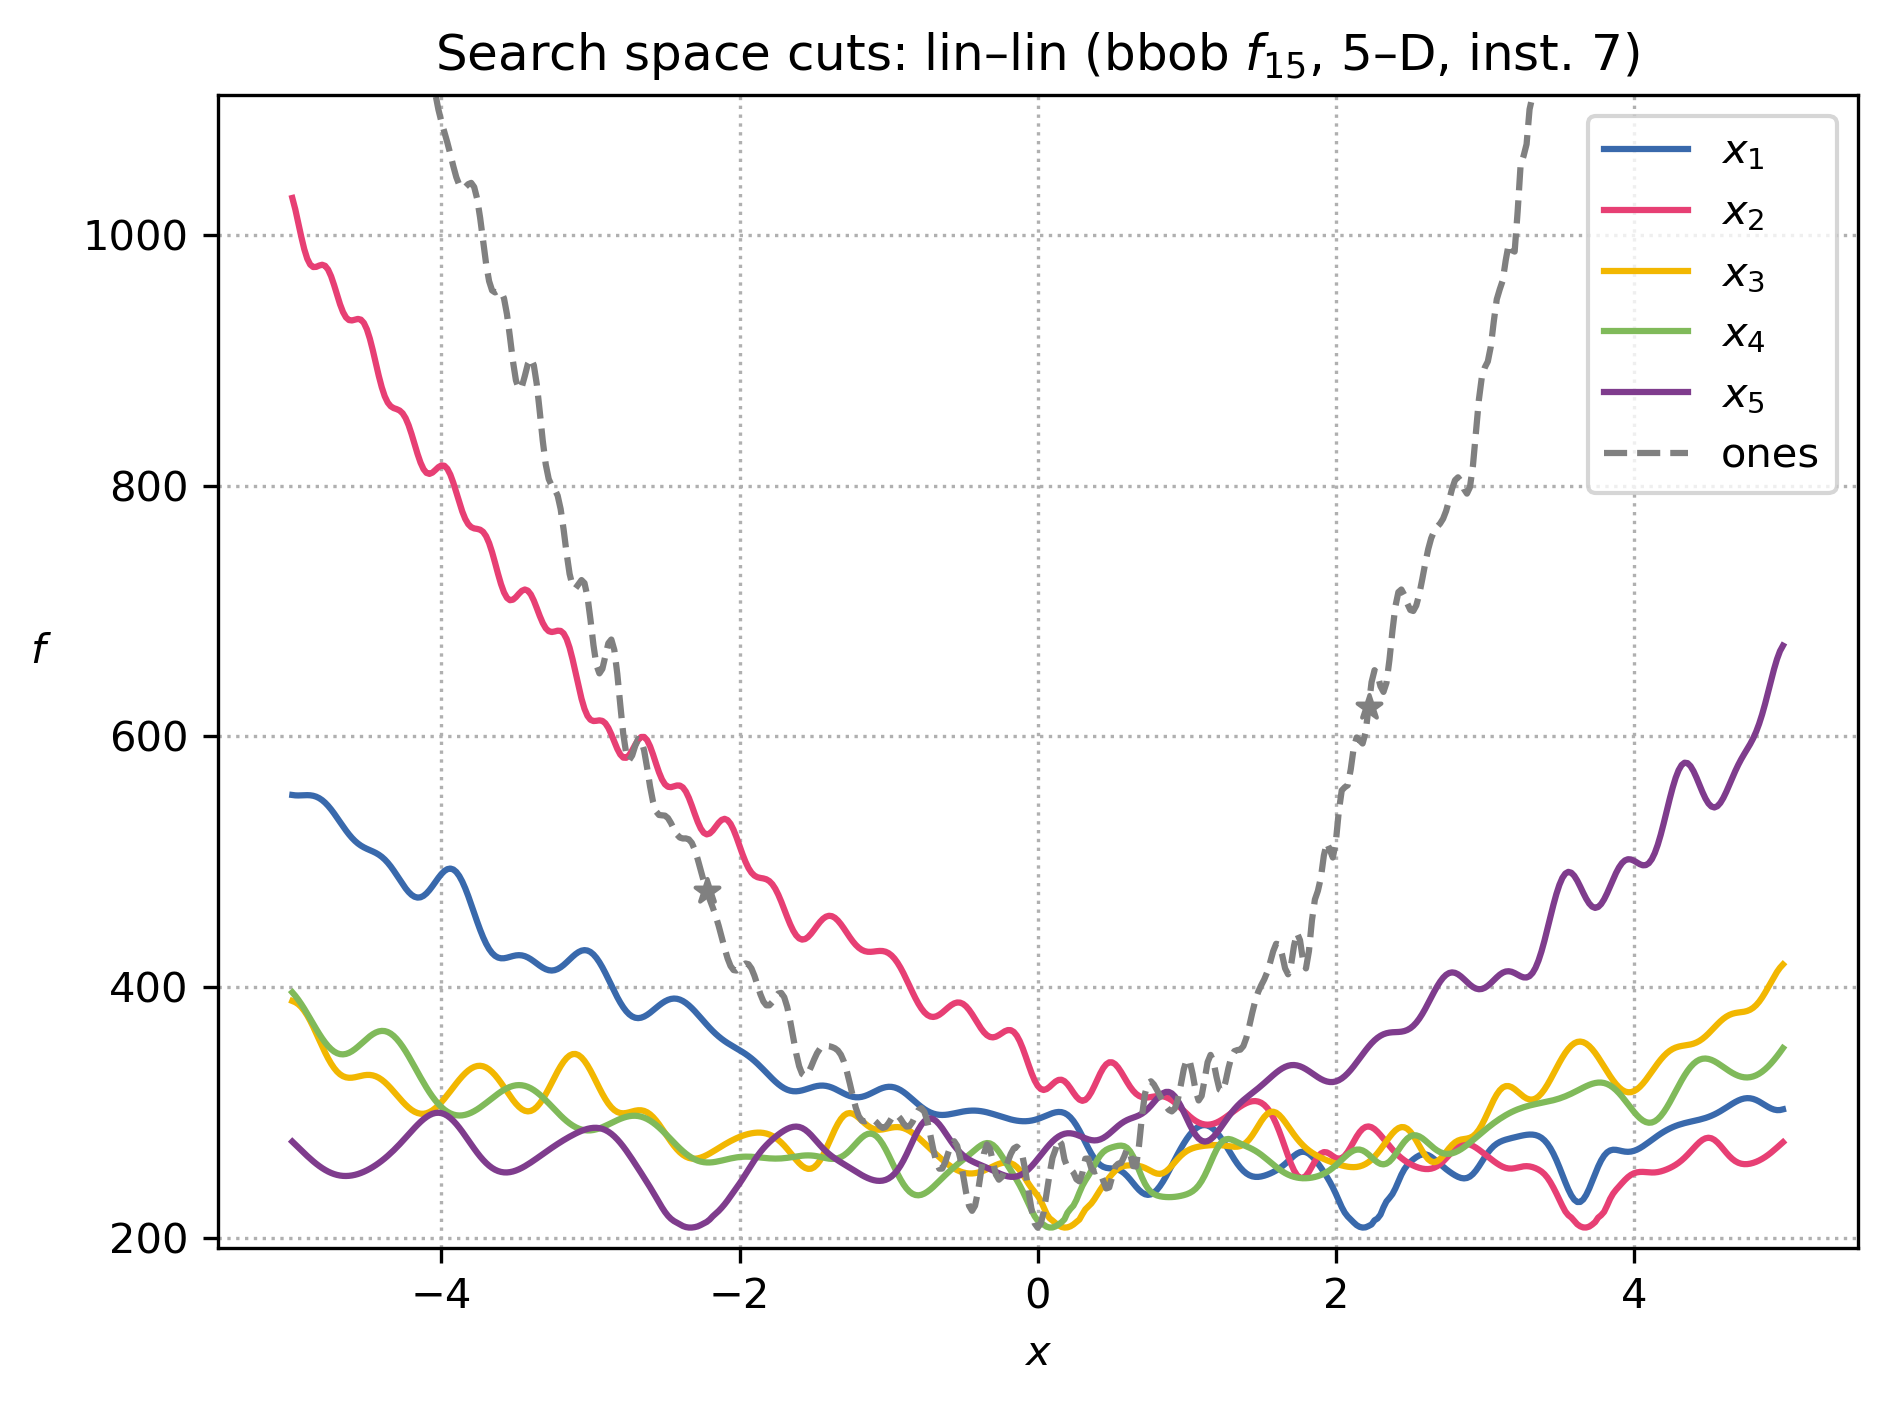 Search space cuts: lin–lin (bbob f₁₅, 5–D, inst. 7)
x₁
x₂
x₃
x₄
x₅
ones
1000
800
600
400
200
f
−4
−2
0
2
4
x